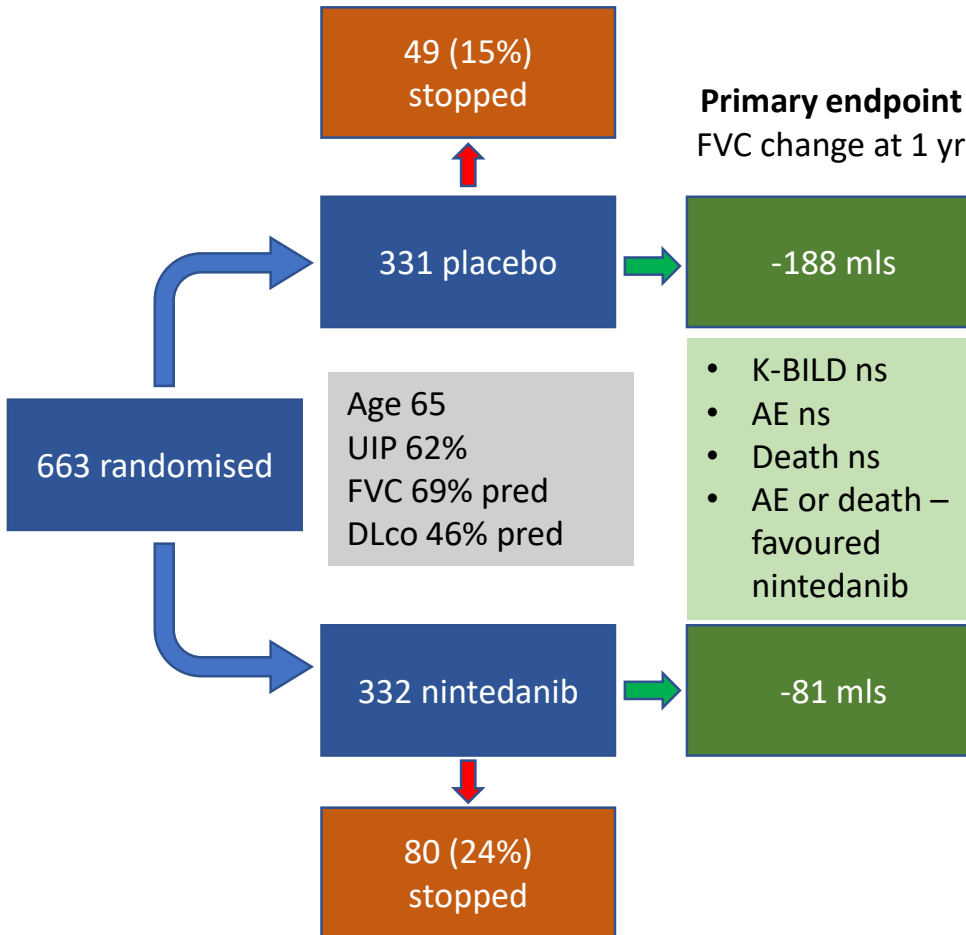 49 (15%)
stopped
Primary endpoint
FVC change at 1 yr
331 placebo
-188 mls
663 randomised
Age 65
UIP 62%
FVC 69% pred
DLco 46% pred
• K-BILD ns
• AE ns
• Death ns
• AE or death –
favoured
nintedanib
332 nintedanib
-81 mls
80 (24%)
stopped